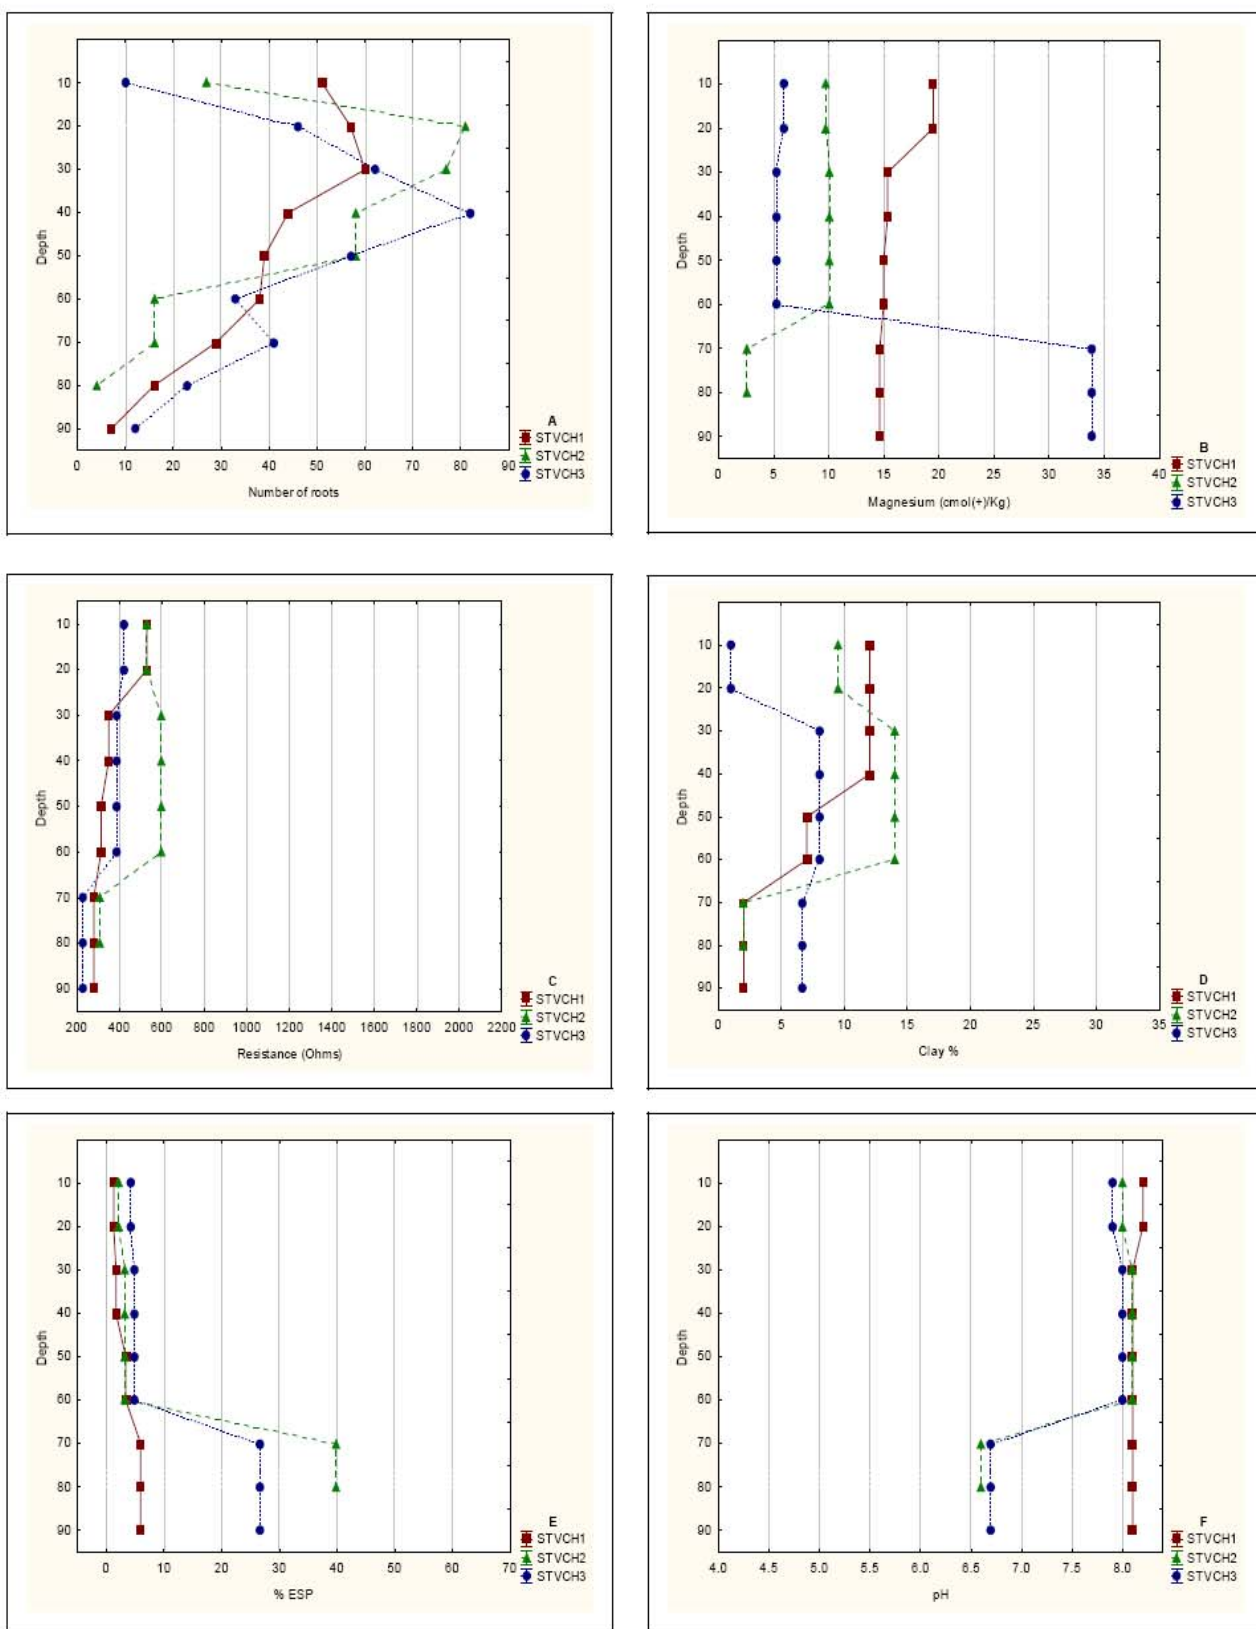 10
20
30
40
50
60
70
80
90
Depth
0 10 20 30 40 50 60 70 80 90
Number of roots
A
STVCH1
STVCH2
STVCH3
10
20
30
40
50
60
70
80
90
Depth
0 5 10 15 20 25 30 35 40
Magnesium (cmol(+)/Kg)
B
STVCH1
STVCH2
STVCH3
10
20
30
40
50
60
70
80
90
Depth
200 400 600 800 1000 1200 1400 1600 1800 2000 2200
Resistance (Ohms)
C
STVCH1
STVCH2
STVCH3
10
20
30
40
50
60
70
80
90
Depth
0 5 10 15 20 25 30 35
Clay %
D
STVCH1
STVCH2
STVCH3
10
20
30
40
50
60
70
80
90
Depth
0 10 20 30 40 50 60 70
% ESP
E
STVCH1
STVCH2
STVCH3
10
20
30
40
50
60
70
80
90
Depth
4.0 4.5 5.0 5.5 6.0 6.5 7.0 7.5 8.0
pH
F
STVCH1
STVCH2
STVCH3